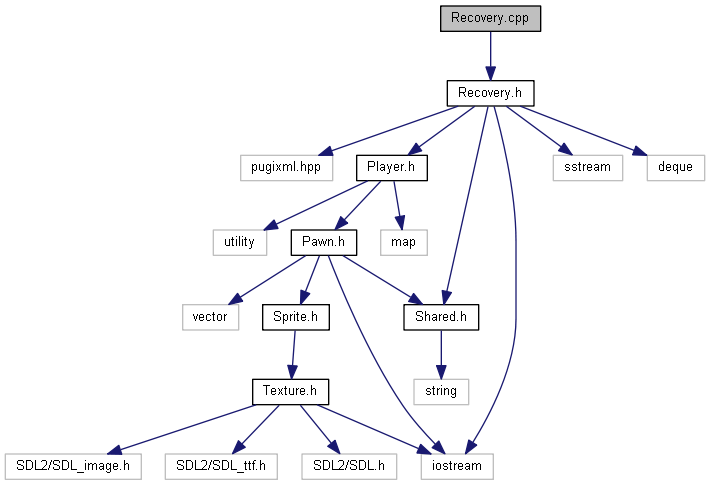 Recovery.cpp
Recovery.h
pugixml.hpp
Player.h
sstream
deque
utility
Pawn.h
map
vector
Sprite.h
Shared.h
Texture.h
string
SDL2/SDL_image.h
SDL2/SDL_ttf.h
SDL2/SDL.h
iostream